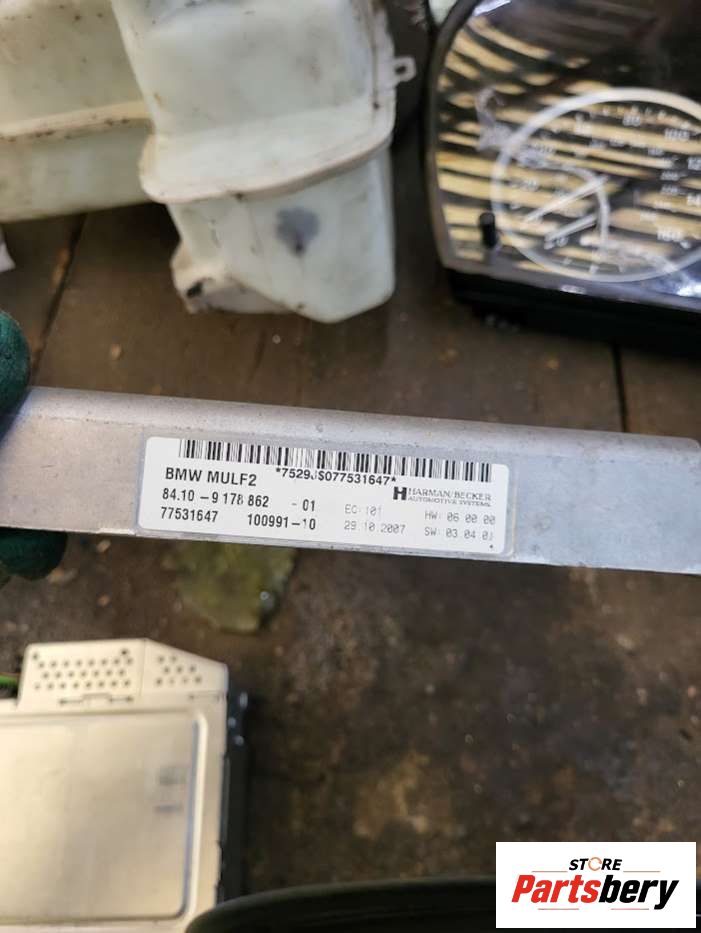 *7529JS077531647*
BMW MULF2
84.10 - 9 178 862 - 01
77531647 100991-10
HARMAN/BECKER
AUTOMOTIVE SYSTEMS
EC: 101 HW: 06 00 00
29.10.2007 SW: 03.04.01
STORE
Partsbery